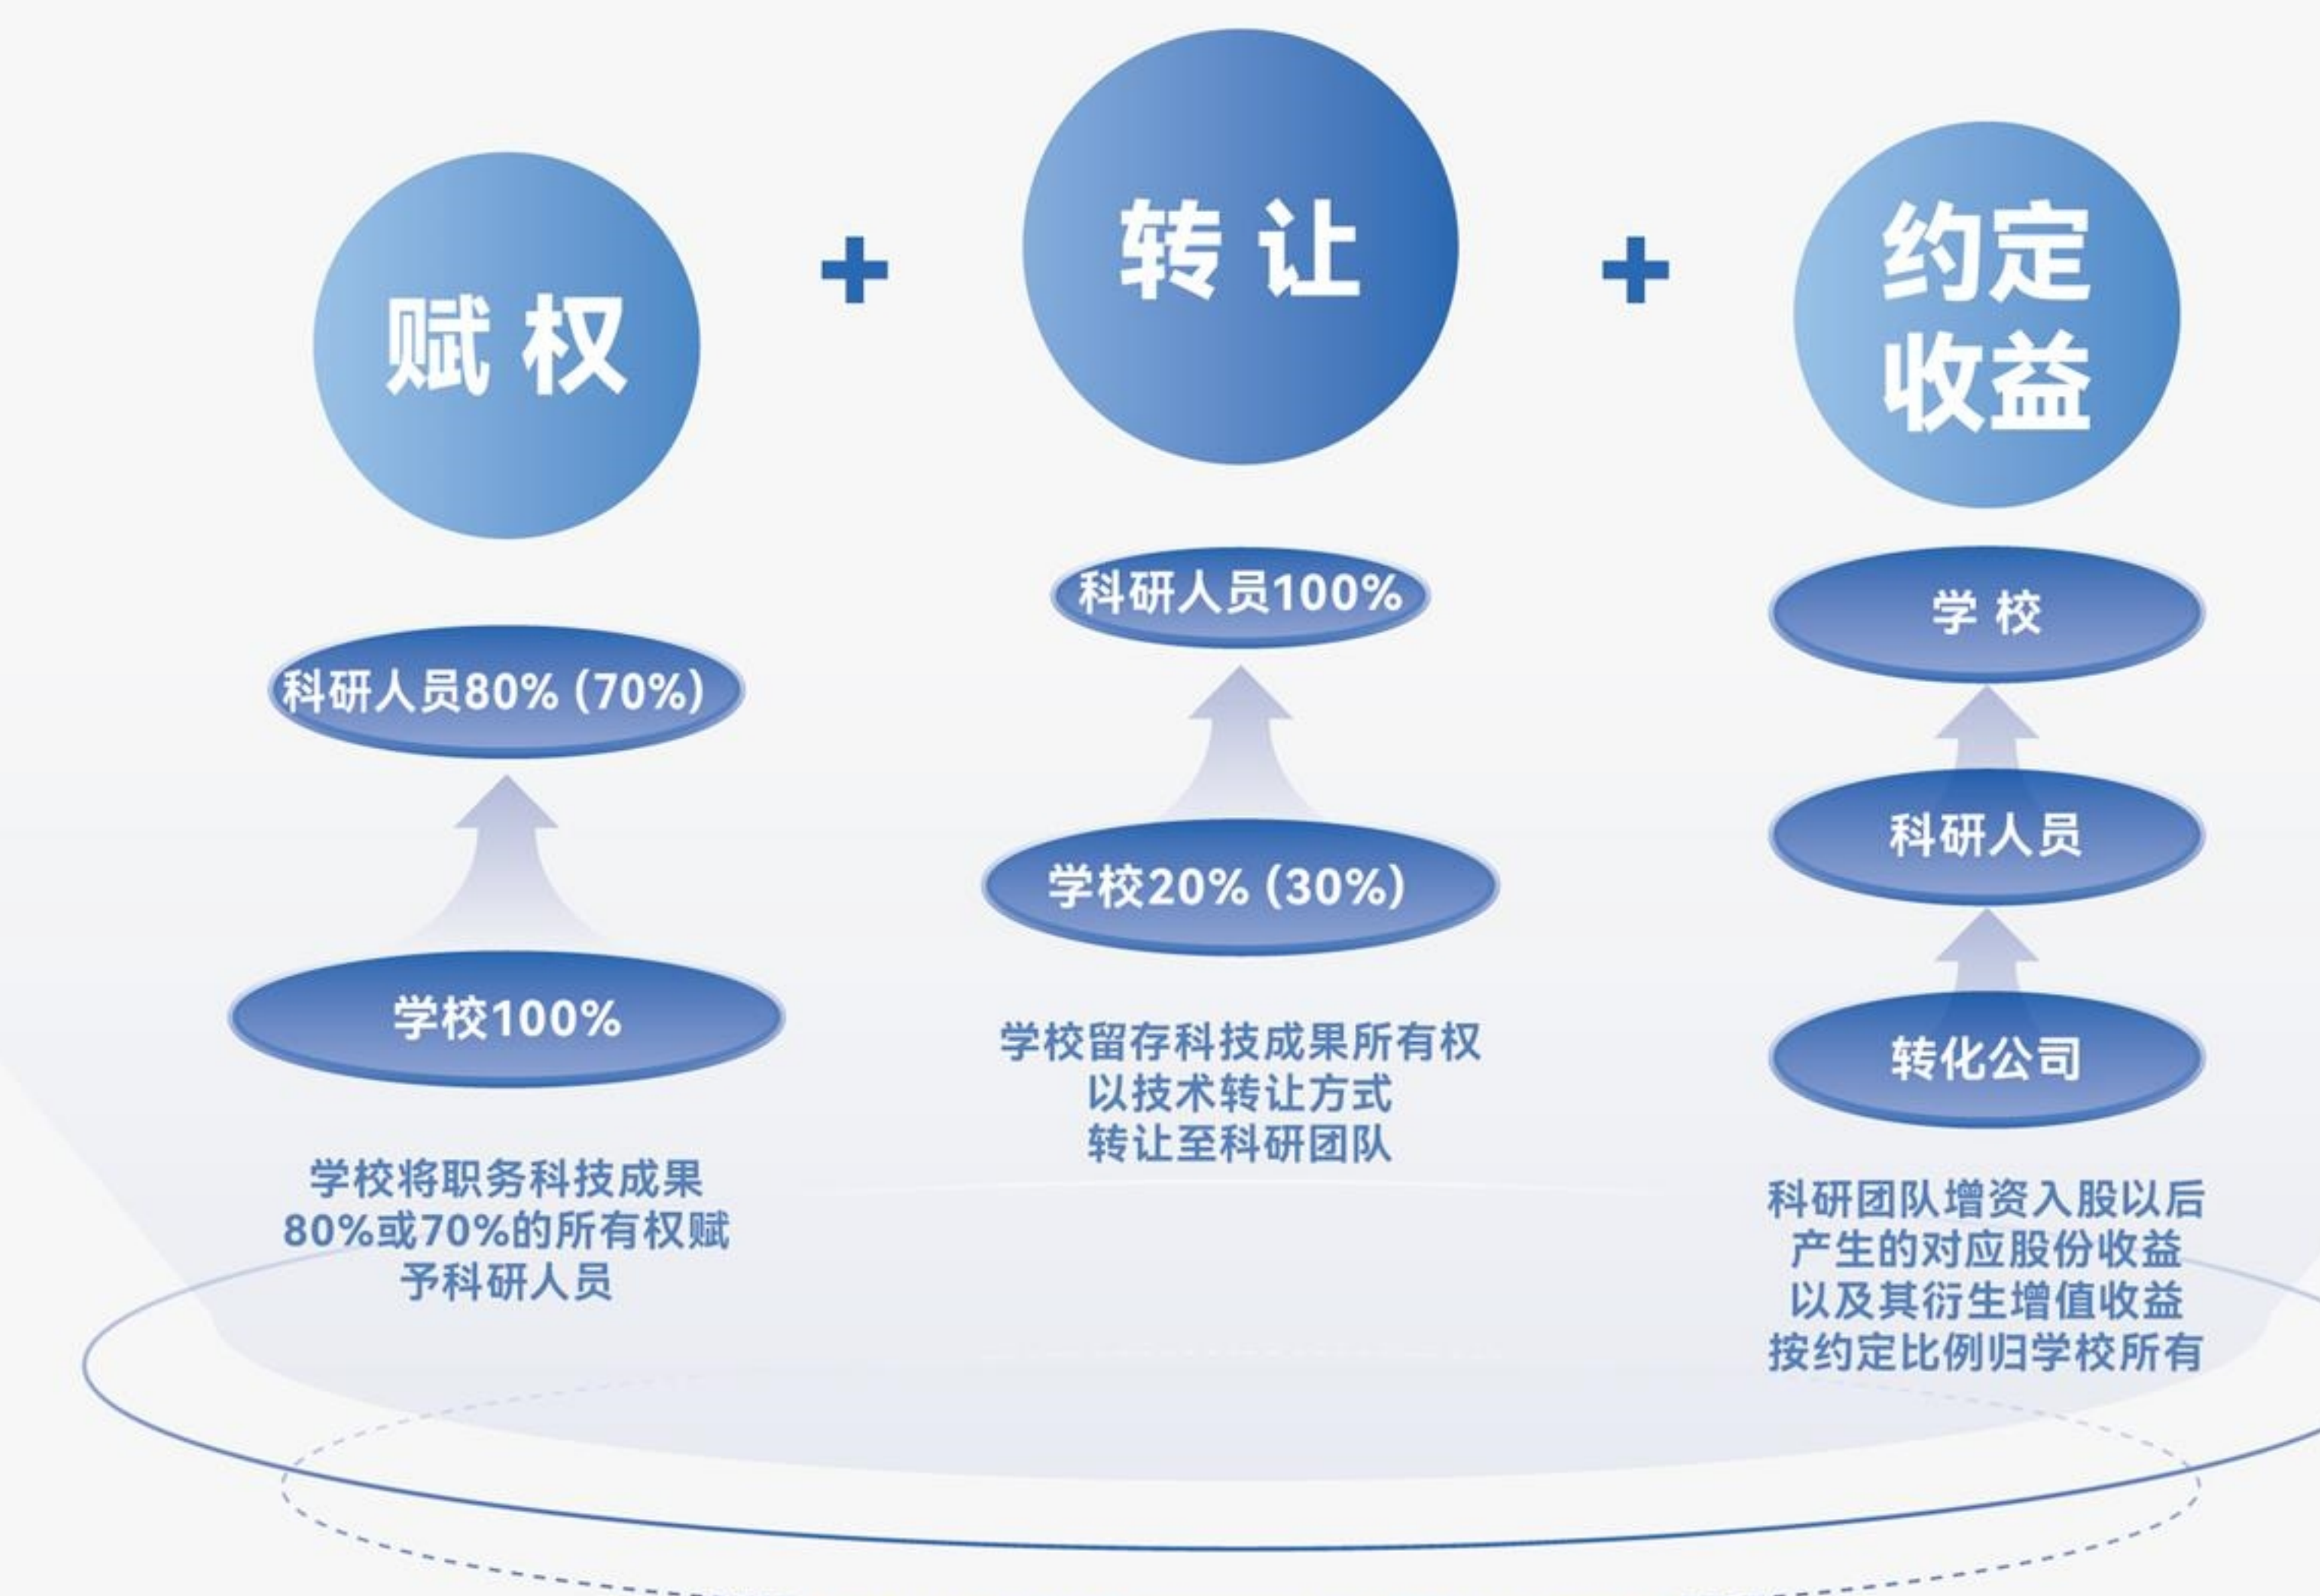 赋权
+
转让
+
约定
收益
科研人员80% (70%)
学校100%
学校将职务科技成果
80%或70%的所有权赋
予科研人员
科研人员100%
学校20% (30%)
学校留存科技成果所有权
以技术转让方式
转让至科研团队
学校
科研人员
转化公司
科研团队增资入股以后
产生的对应股份收益
以及其衍生增值收益
按约定比例归学校所有